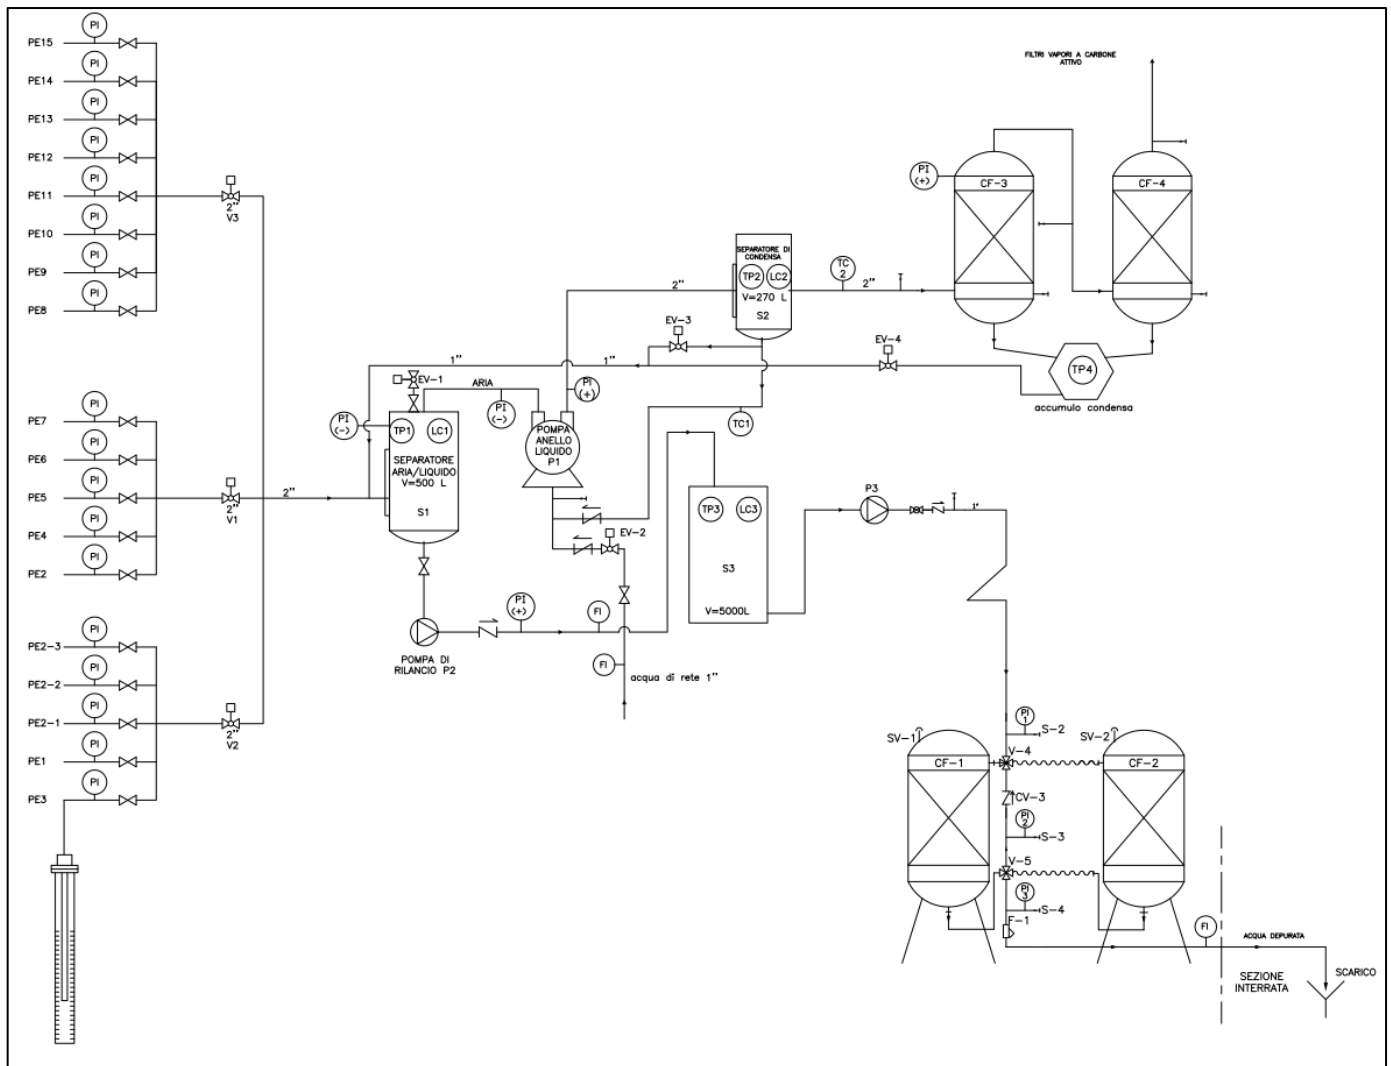 PI
PE15
PI
PE14
PI
PE13
PI
PE12
PI
PE11
PI
PE10
PI
PE9
PI
PE8
2"
V3
PI
PE7
PI
PE6
PI
PE5
PI
PE4
PI
PE2
2"
V1
2"
PI
PE2-3
PI
PE2-2
PI
PE2-1
PI
PE1
PI
PE3
2"
V2
1"
1"
EV-1
ARIA
PI
(-)
PI
(-)
TP1
LC1
SEPARATORE
ARIA/LIQUIDO
V=500 L
S1
POMPA DI
RILANCIO P2
PI
(+)
POMPA
ANELLO
LIQUIDO
P1
PI
(+)
FI
EV-2
FI
acqua di rete 1"
2"
SEPARATORE DI
CONDENSA
TP2
LC2
V=270 L
S2
EV-3
TC1
TC
2
2"
EV-4
FILTRI VAPORI A CARBONE
ATTIVO
PI
(+)
CF-3
CF-4
TP4
accumulo condensa
TP3
LC3
S3
V=5000L
P3
1"
PI
1
S-2
SV-1
SV-2
V-4
CF-1
CF-2
CV-3
PI
2
S-3
V-5
PI
3
S-4
F-1
FI
ACQUA DEPURATA
SEZIONE
INTERRATA
SCARICO